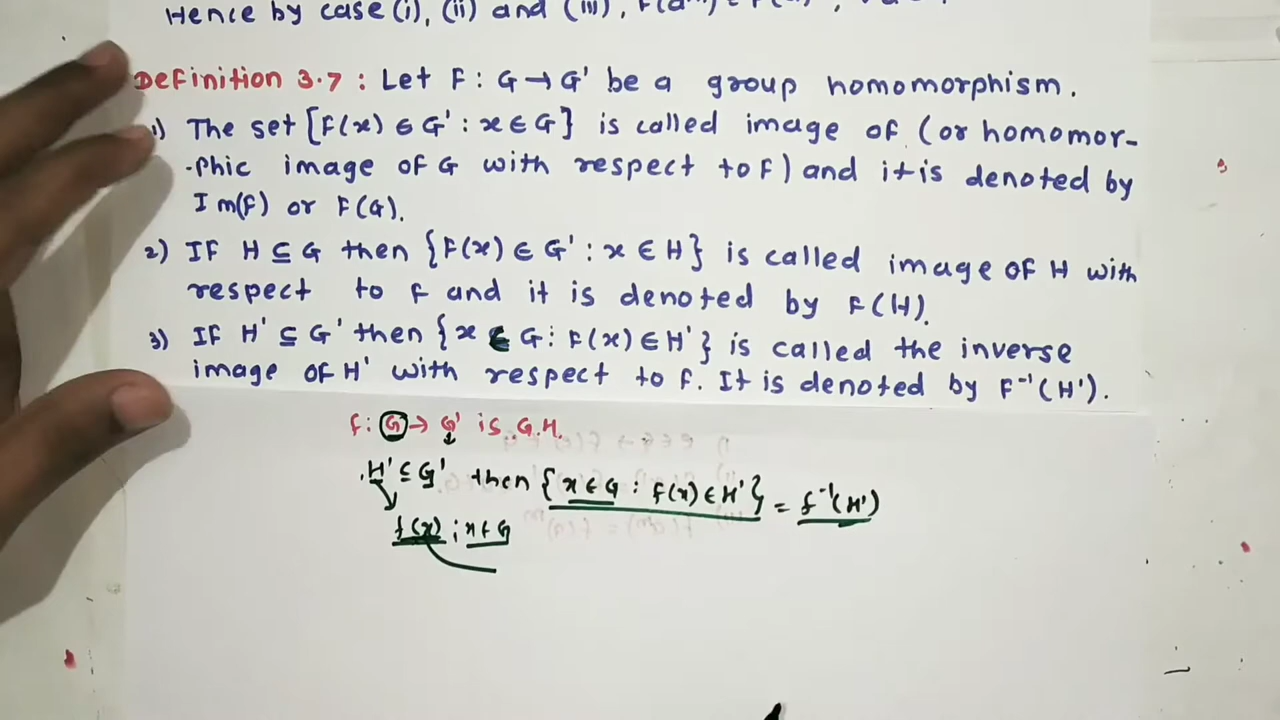 Hence by case (i), (ii) and (iii),
Definition 3.7 : Let F : G → G' be a group homomorphism.
1) The set [F(x) ∈ G' : x ∈ G} is called image of (or homomor-
-phic image of G with respect to F) and it is denoted by
Im(F) or F(G).
2) IF H ⊆ G then {F(x) ∈ G' : x ∈ H} is called image of H with
respect to f and it is denoted by F(H).
3) IF H' ⊆ G' then {x ∈ G : F(x) ∈ H'} is called the inverse
image of H' with respect to f. It is denoted by F⁻¹(H').
f : G → G' is G.H.
H' ⊆ G' then {x ∈ G : f(x) ∈ H'} = f⁻¹(H')
f(x) ; x ∈ G